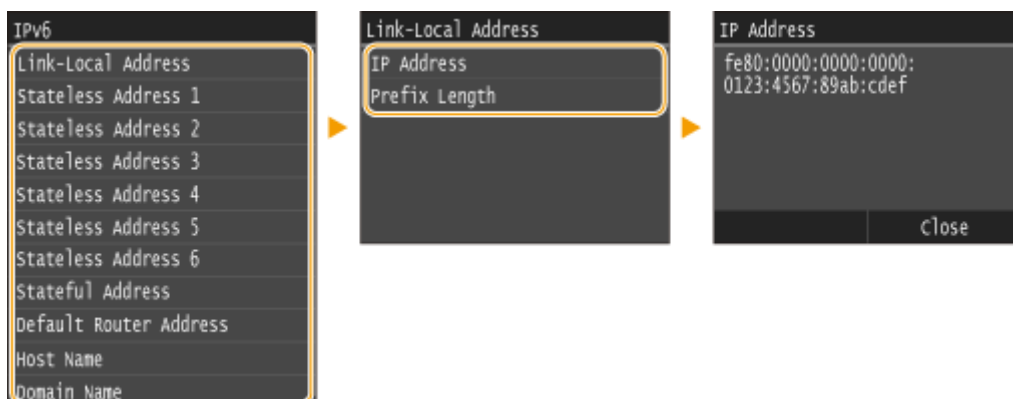 IPv6
Link-Local Address
Stateless Address 1
Stateless Address 2
Stateless Address 3
Stateless Address 4
Stateless Address 5
Stateless Address 6
Stateful Address
Default Router Address
Host Name
Domain Name
Link-Local Address
IP Address
Prefix Length
IP Address
fe80:0000:0000:0000:
0123:4567:89ab:cdef
Close